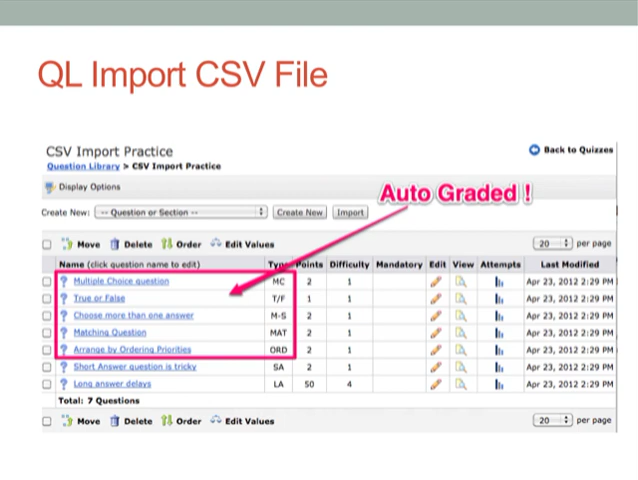 QL Import CSV File
CSV Import Practice
Back to Quizzes
Question Library > CSV Import Practice
Display Options
Auto Graded !
Create New: -- Question or Section -- Create New Import
Move Delete Order Edit Values 20 per page
Name (click question name to edit) Type Points Difficulty Mandatory Edit View Attempts Last Modified
Multiple Choice question MC 2 1 Apr 23, 2012 2:29 PM
True or False T/F 1 1 Apr 23, 2012 2:29 PM
Choose more than one answer M-S 2 1 Apr 23, 2012 2:29 PM
Matching Question MAT 2 1 Apr 23, 2012 2:29 PM
Arrange by Ordering Priorities ORD 2 1 Apr 23, 2012 2:29 PM
Short Answer question is tricky SA 2 1 Apr 23, 2012 2:29 PM
Long answer delays LA 50 4 Apr 23, 2012 2:29 PM
Total: 7 Questions
Move Delete Order Edit Values 20 per page